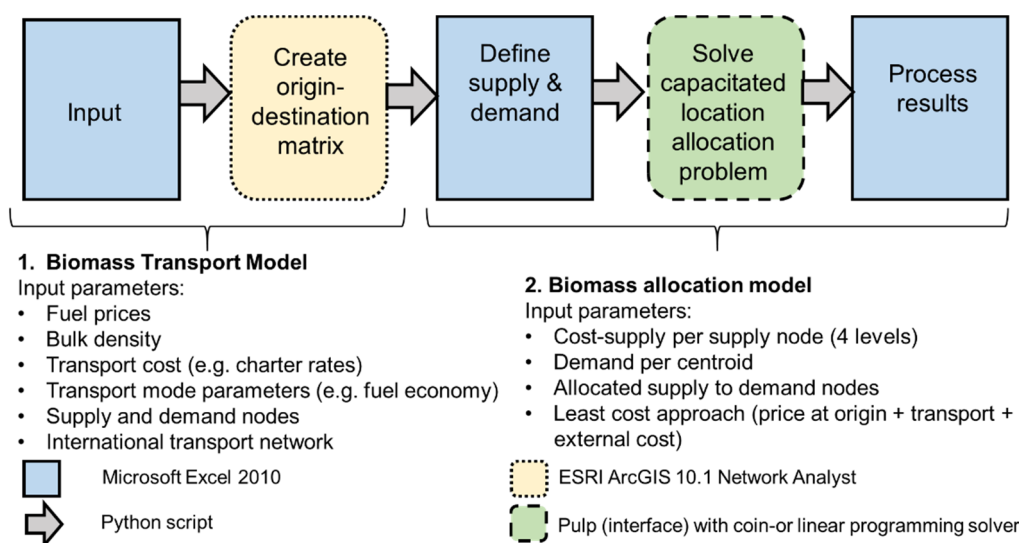 Input
Create
origin-
destination
matrix
Define
supply &
demand
Solve
capacitated
location
allocation
problem
Process
results
1. Biomass Transport Model
Input parameters:
• Fuel prices
• Bulk density
• Transport cost (e.g. charter rates)
• Transport mode parameters (e.g. fuel economy)
• Supply and demand nodes
• International transport network
2. Biomass allocation model
Input parameters:
• Cost-supply per supply node (4 levels)
• Demand per centroid
• Allocated supply to demand nodes
• Least cost approach (price at origin + transport +
external cost)
Microsoft Excel 2010
Python script
ESRI ArcGIS 10.1 Network Analyst
Pulp (interface) with coin-or linear programming solver